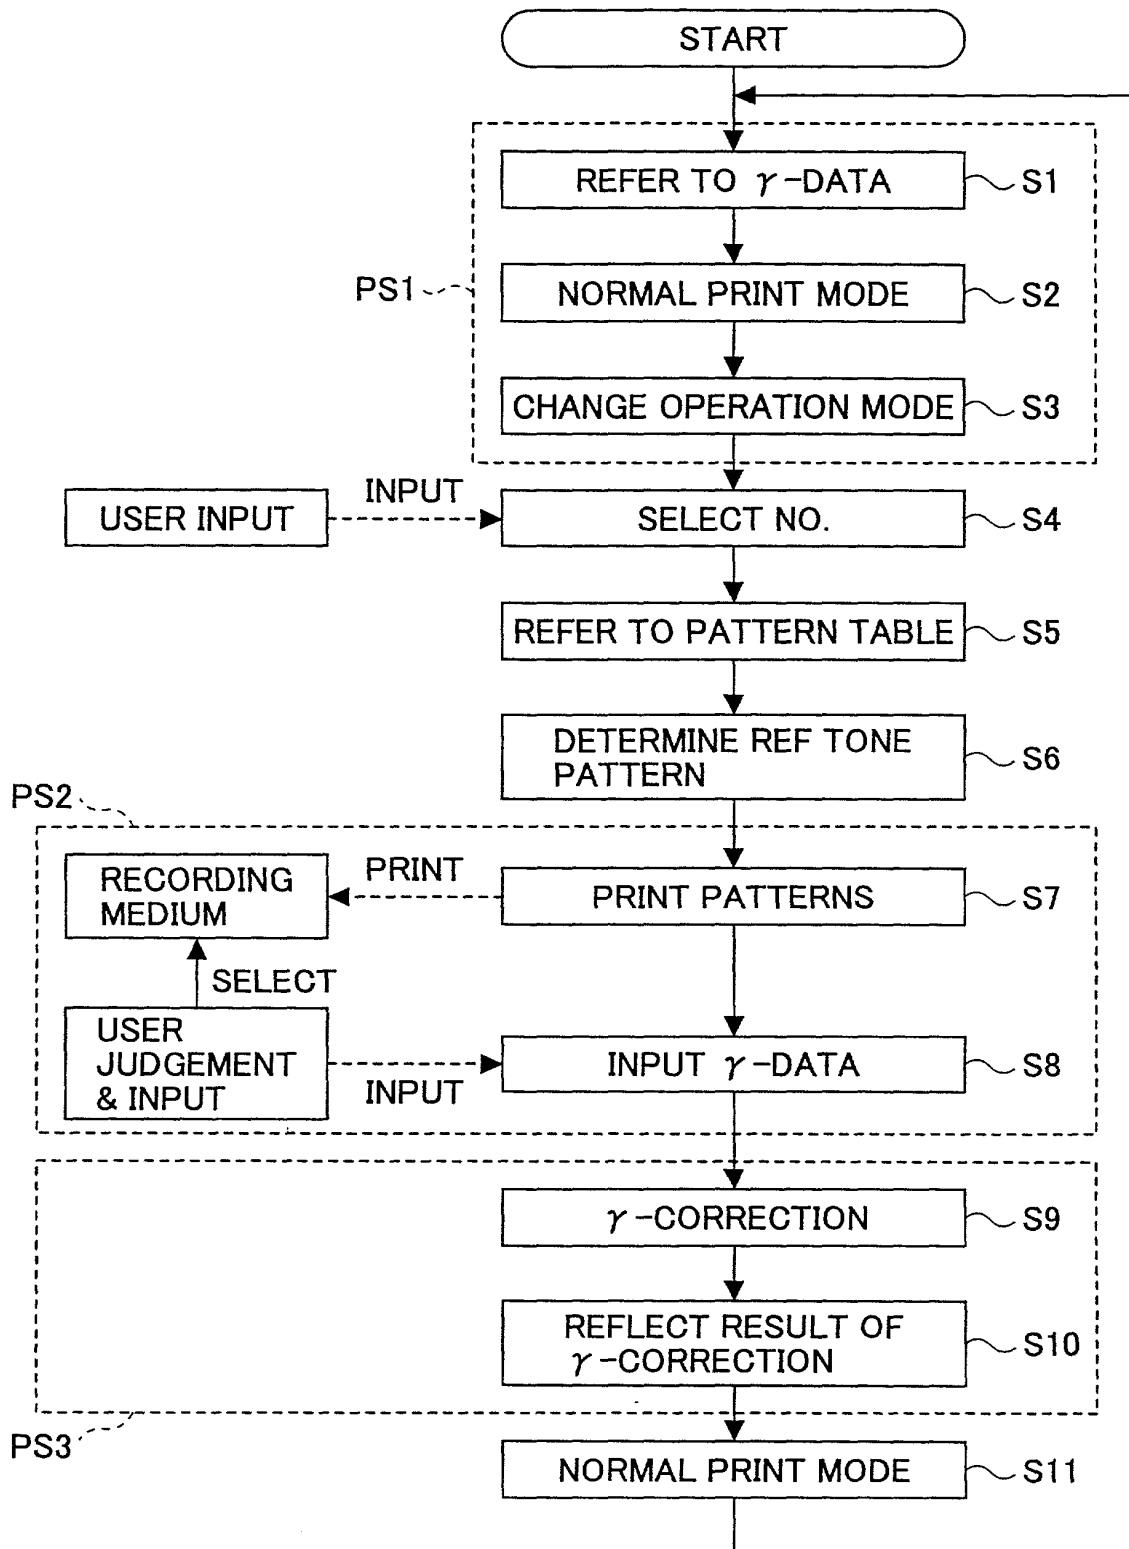 START
REFER TO γ-DATA
S1
PS1
NORMAL PRINT MODE
S2
CHANGE OPERATION MODE
S3
USER INPUT
INPUT
SELECT NO.
S4
REFER TO PATTERN TABLE
S5
DETERMINE REF TONE
PATTERN
S6
PS2
RECORDING
MEDIUM
PRINT
PRINT PATTERNS
S7
SELECT
USER
JUDGEMENT
& INPUT
INPUT
INPUT γ-DATA
S8
γ-CORRECTION
S9
REFLECT RESULT OF
γ-CORRECTION
S10
PS3
NORMAL PRINT MODE
S11